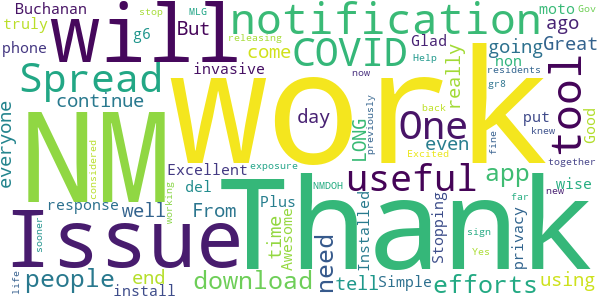 Buchanan
stop
MLG
will
notification
moto
Gov
truly
releasing
But
ago
phone
g6
come
COVID
Glad
going
Great
Help
invasive
now
non
residents
Spread
work
really
gr8
continue
day
One
app
put
tool
everyone
NM
considered
LONG
previously
back
even
knew
Good
fine
Excited
together
Excellent
exposure
useful
wise
Thank
del
NMDOH
Issue
response
well
From
Plus
Installed
Stopping
privacy
far
new
working
sign
sooner
time
Awesome
need
Yes
people
end
download
tell
Simple
efforts
using
life
install